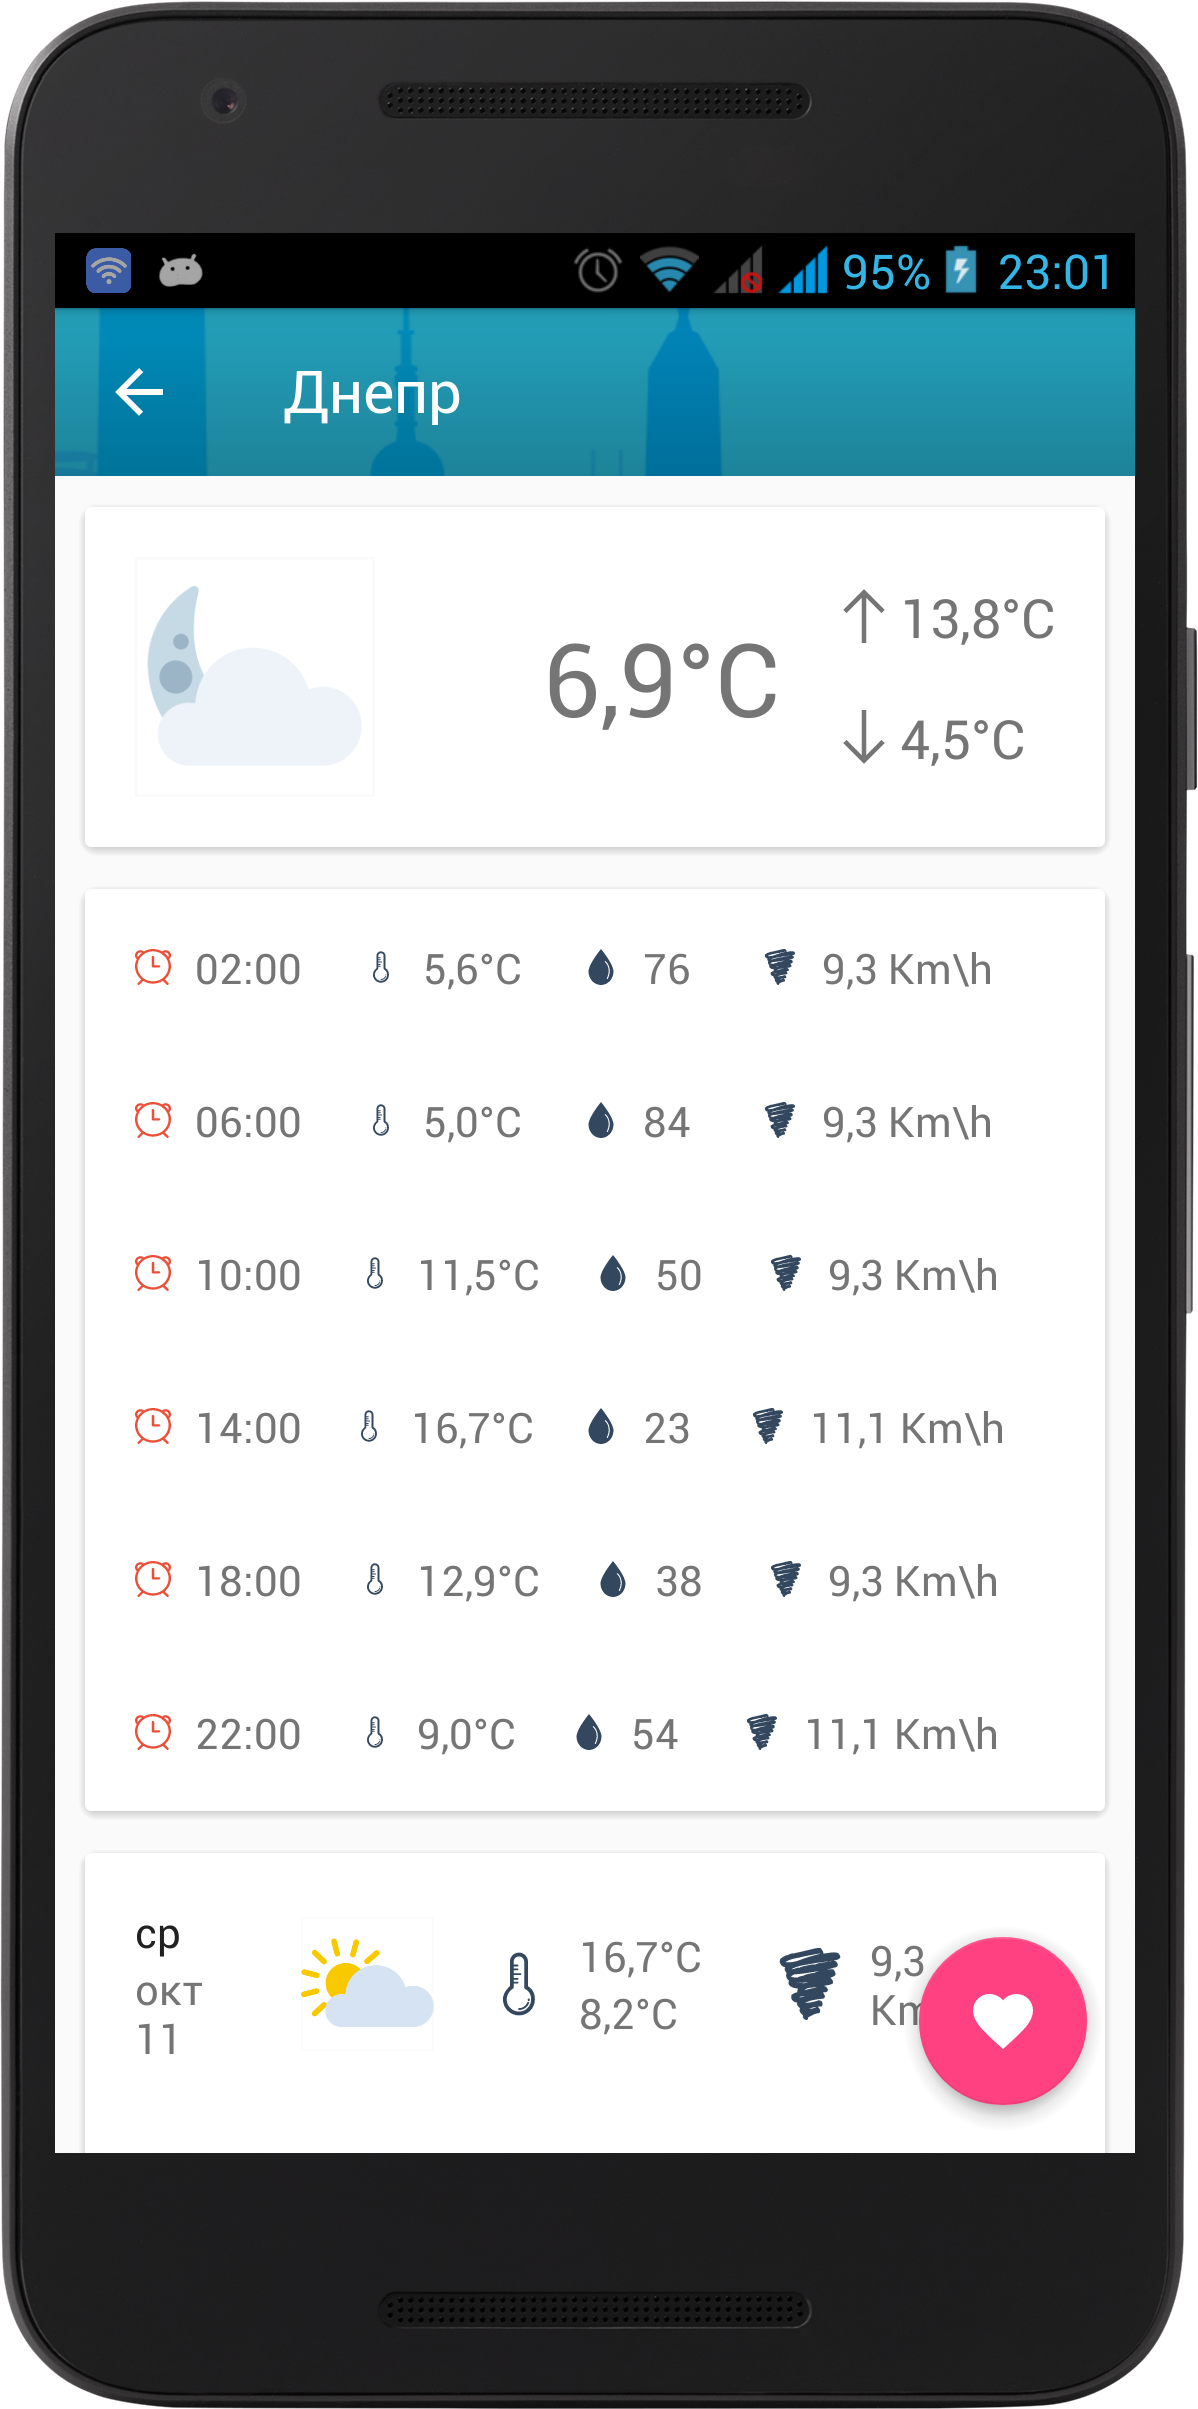 95% 23:01
Днепр
6,9°C
13,8°C
4,5°C
02:00 5,6°C 76 9,3 Km\h
06:00 5,0°C 84 9,3 Km\h
10:00 11,5°C 50 9,3 Km\h
14:00 16,7°C 23 11,1 Km\h
18:00 12,9°C 38 9,3 Km\h
22:00 9,0°C 54 11,1 Km\h
ср
окт
11
16,7°C
8,2°C
9,3